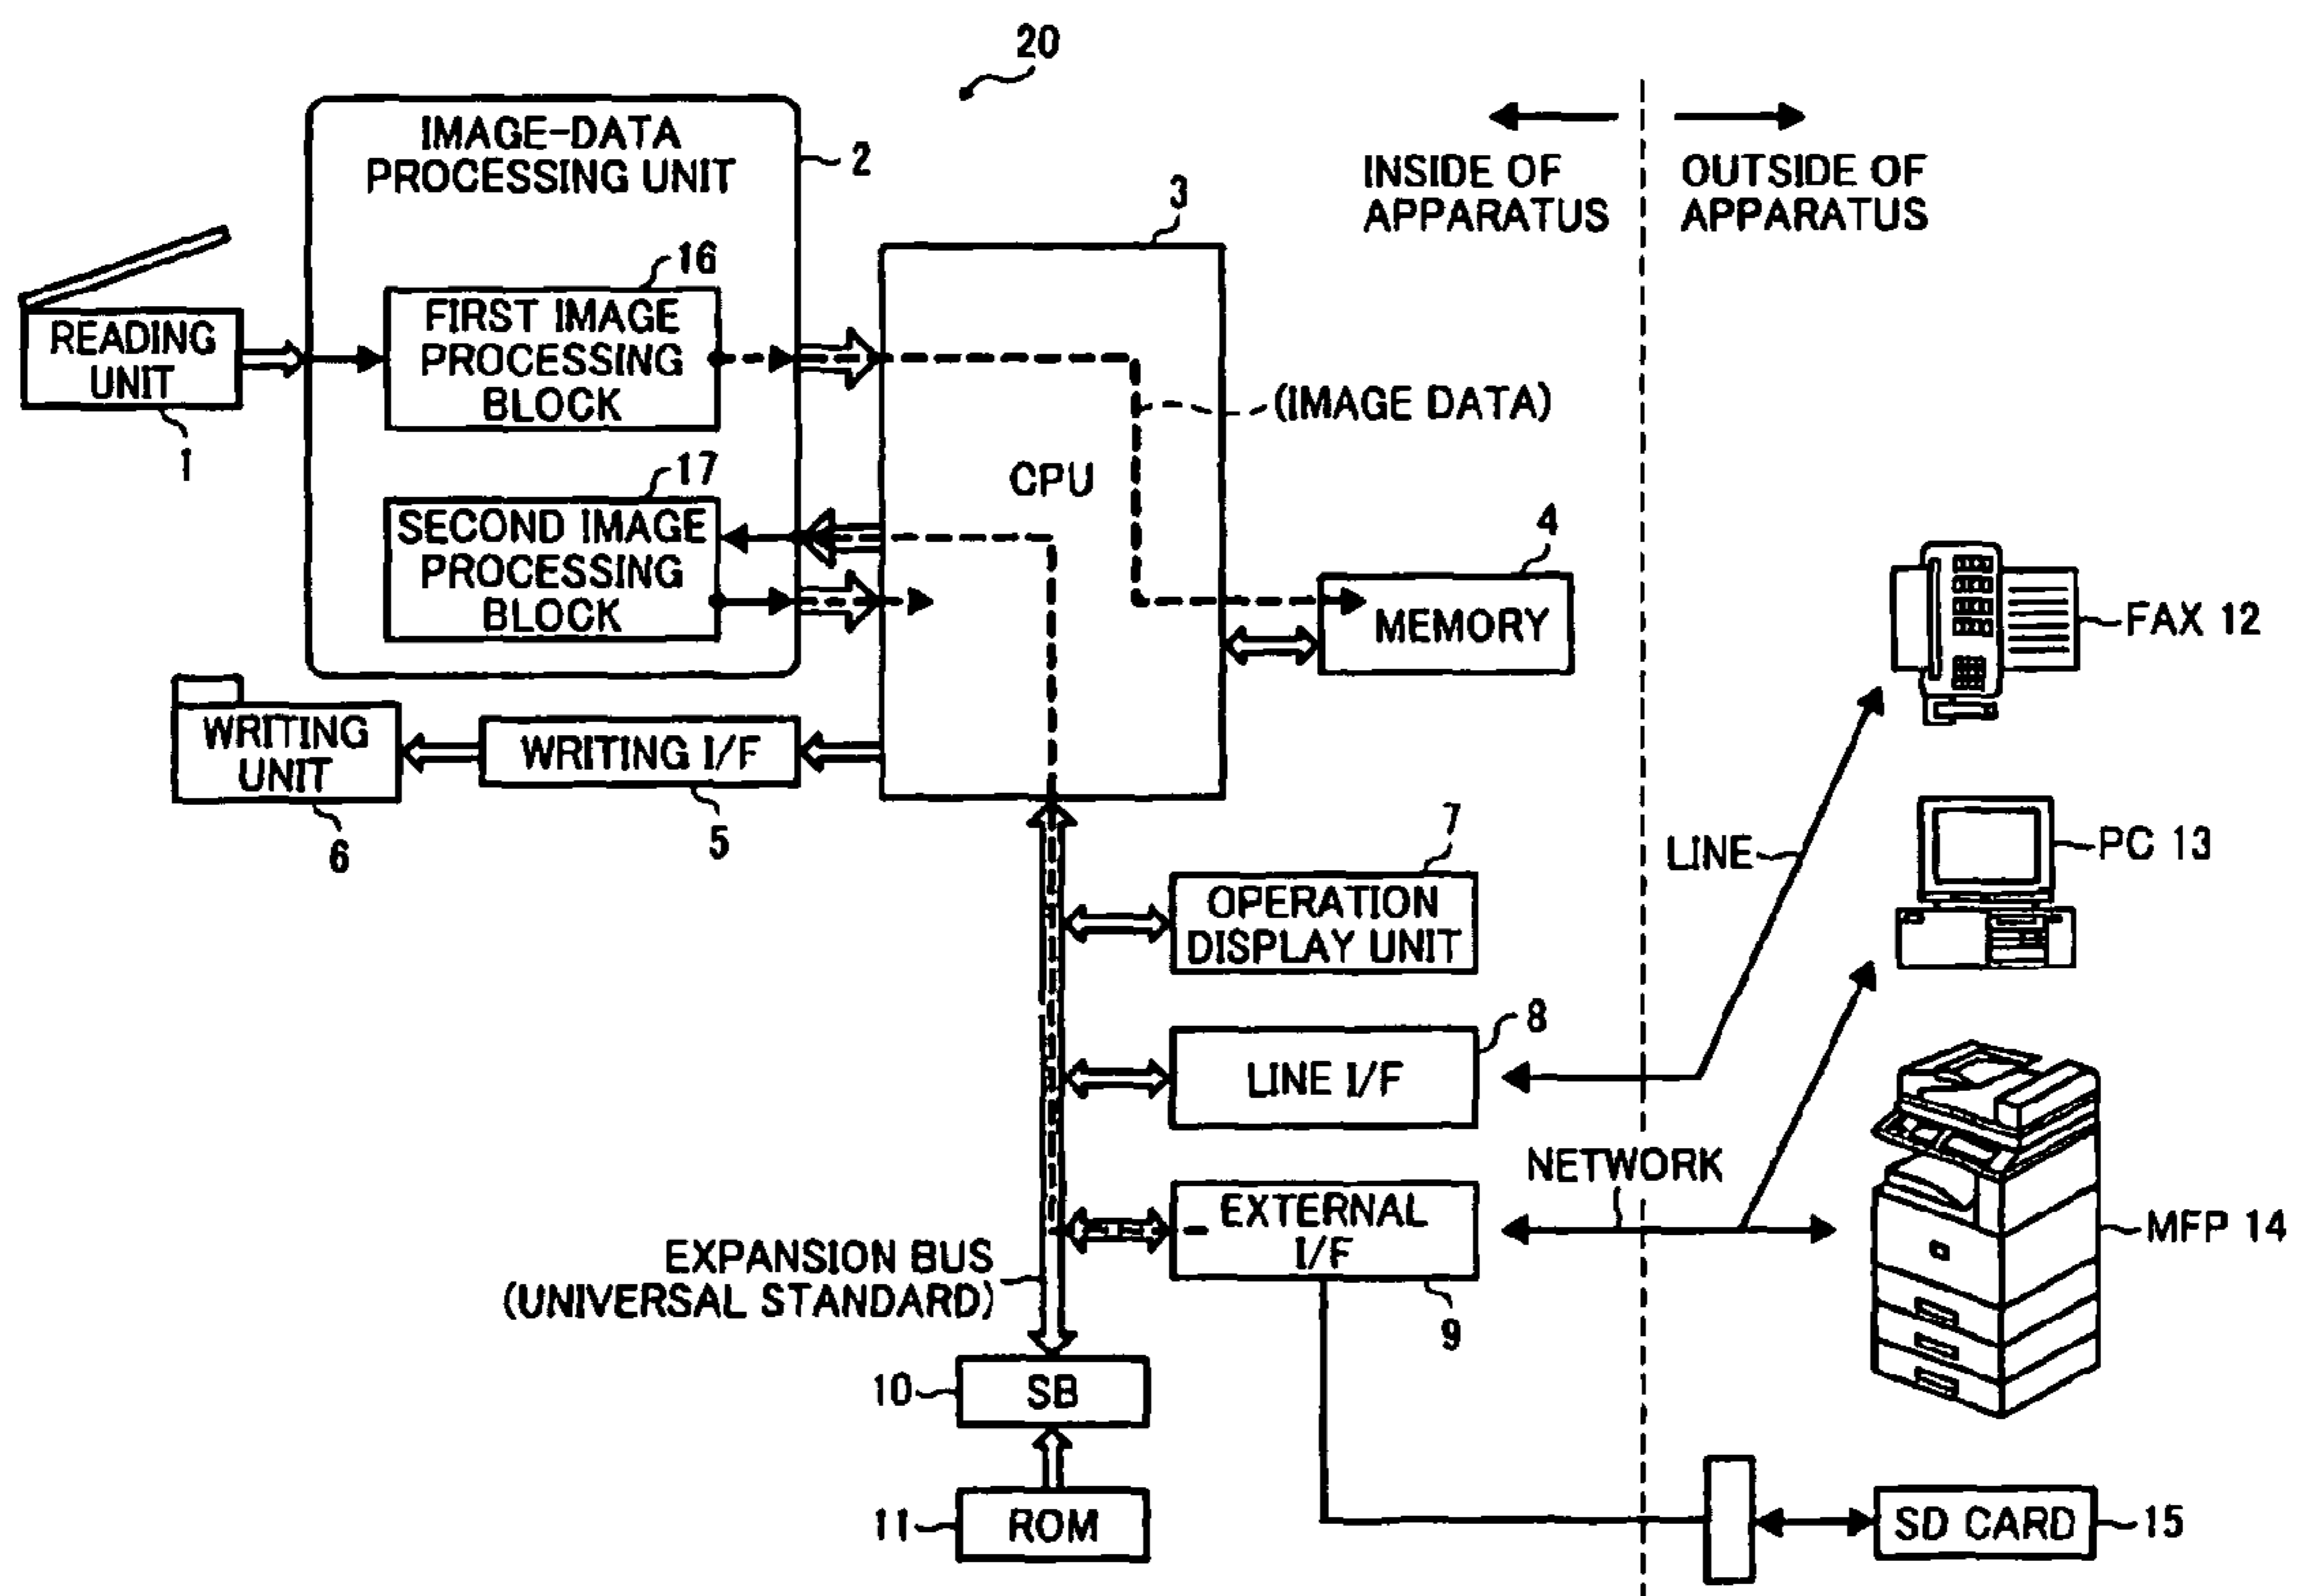 20
IMAGE-DATA
PROCESSING UNIT
2
INSIDE OF
APPARATUS
OUTSIDE OF
APPARATUS
3
16
FIRST IMAGE
PROCESSING
BLOCK
READING
UNIT
1
(IMAGE DATA)
CPU
17
SECOND IMAGE
PROCESSING
BLOCK
4
MEMORY
FAX 12
WRITING
UNIT
6
WRITING I/F
5
7
OPERATION
DISPLAY UNIT
LINE
PC 13
8
LINE I/F
NETWORK
EXTERNAL
I/F
9
MFP 14
EXPANSION BUS
(UNIVERSAL STANDARD)
10
SB
11
ROM
SD CARD
15